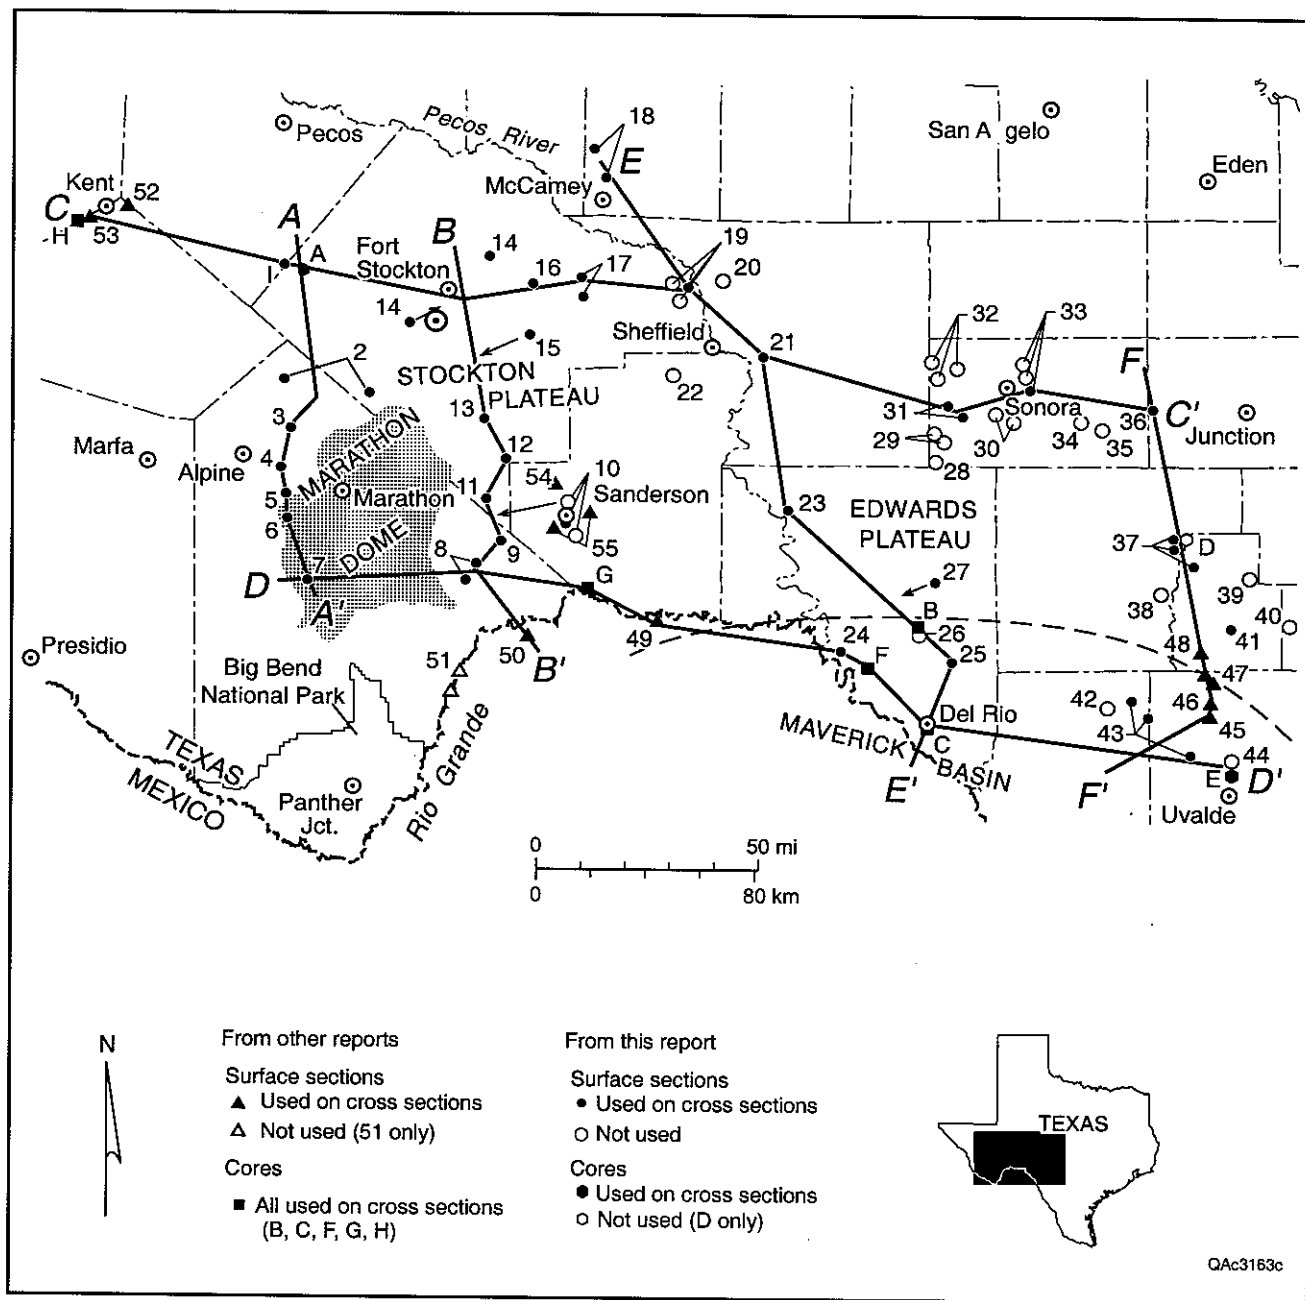 Pecos River
18
San A gelo
Pecos
E
Eden
Kent
52
McCamey
C
A
H
53
B
14
19
Fort
Stockton
16
17
20
I
A
14
Sheffield
21
32
33
F
15
2
STOCKTON
PLATEAU
22
13
31
Sonora
36
C'
Junction
3
MARATHON
DOME
12
29
30
34
35
Marfa
Alpine
4
54
10
28
Marathon
11
Sanderson
5
23
EDWARDS
PLATEAU
6
55
37
D
8
9
D
7
G
27
A'
B
38
39
40
Presidio
49
24
26
41
51
50
B'
F
25
48
Big Bend
National Park
47
42
46
Del Rio
43
45
TEXAS
MEXICO
Rio Grande
MAVERICK
BASIN
C
44
E
D'
Panther
Jct.
E'
F'
Uvalde
0
50 mi
0
80 km
N
From other reports
Surface sections
Used on cross sections
Not used (51 only)
Cores
All used on cross sections
(B, C, F, G, H)
From this report
Surface sections
Used on cross sections
Not used
Cores
Used on cross sections
Not used (D only)
TEXAS
QAc3163c